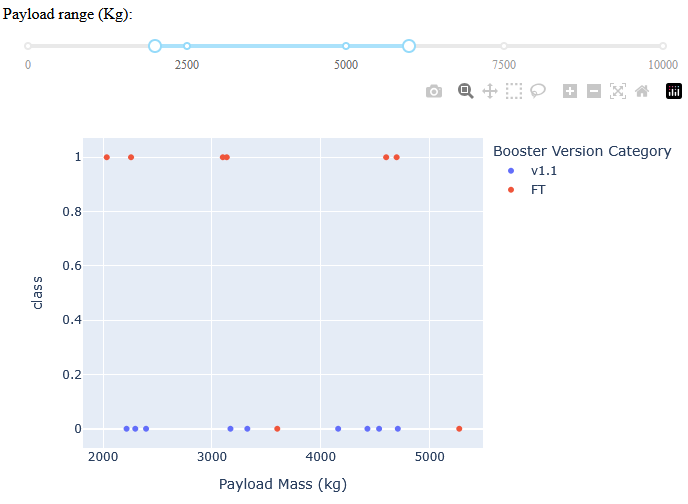 Payload range (Kg):
0 2500 5000 7500 10000
Booster Version Category
v1.1
FT
1
0.8
0.6
0.4
0.2
0
class
2000 3000 4000 5000
Payload Mass (kg)